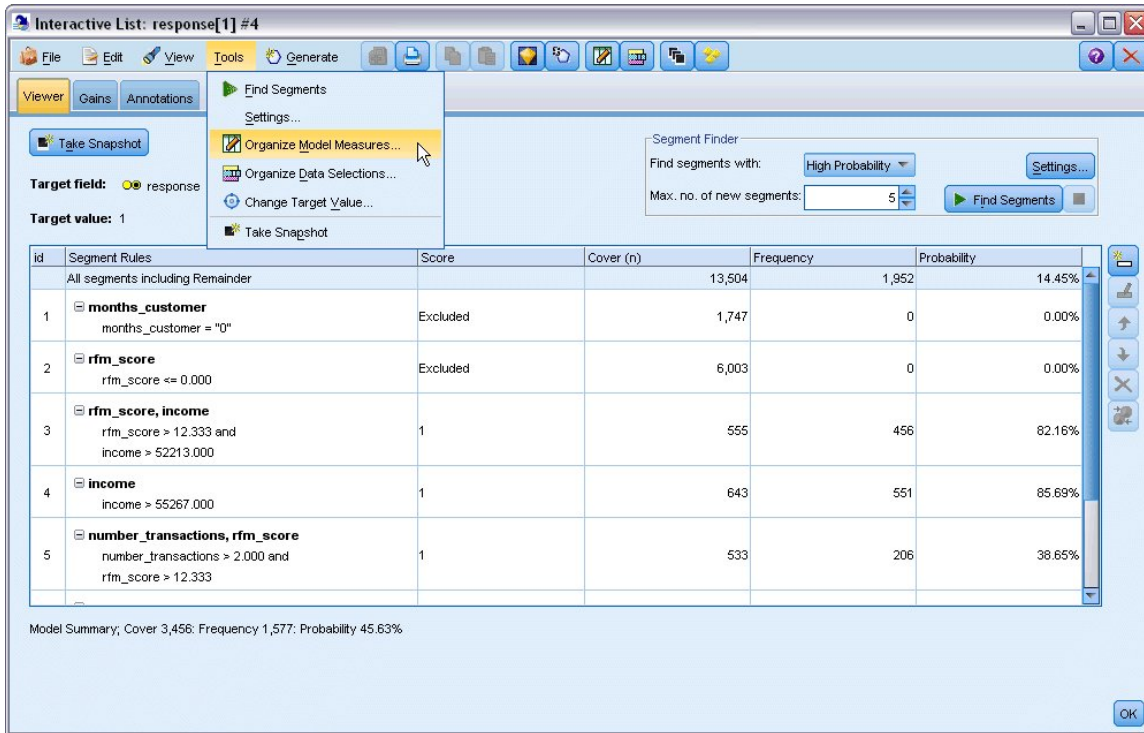 Interactive List: response[1] #4
File Edit View Tools Generate
Viewer Gains Annotations
Find Segments
Settings...
Organize Model Measures...
Organize Data Selections...
Change Target Value...
Take Snapshot
Take Snapshot
Target field: response
Target value: 1
Segment Finder
Find segments with: High Probability Settings...
Max. no. of new segments: 5 Find Segments
id Segment Rules Score Cover (n) Frequency Probability
All segments including Remainder 13,504 1,952 14.45%
1 months_customer Excluded 1,747 0 0.00%
months_customer = "0"
2 rfm_score Excluded 6,003 0 0.00%
rfm_score <= 0.000
3 rfm_score, income 1 555 456 82.16%
rfm_score > 12.333 and
income > 52213.000
4 income 1 643 551 85.69%
income > 55267.000
5 number_transactions, rfm_score 1 533 206 38.65%
number_transactions > 2.000 and
rfm_score > 12.333
Model Summary; Cover 3,456: Frequency 1,577: Probability 45.63%
OK